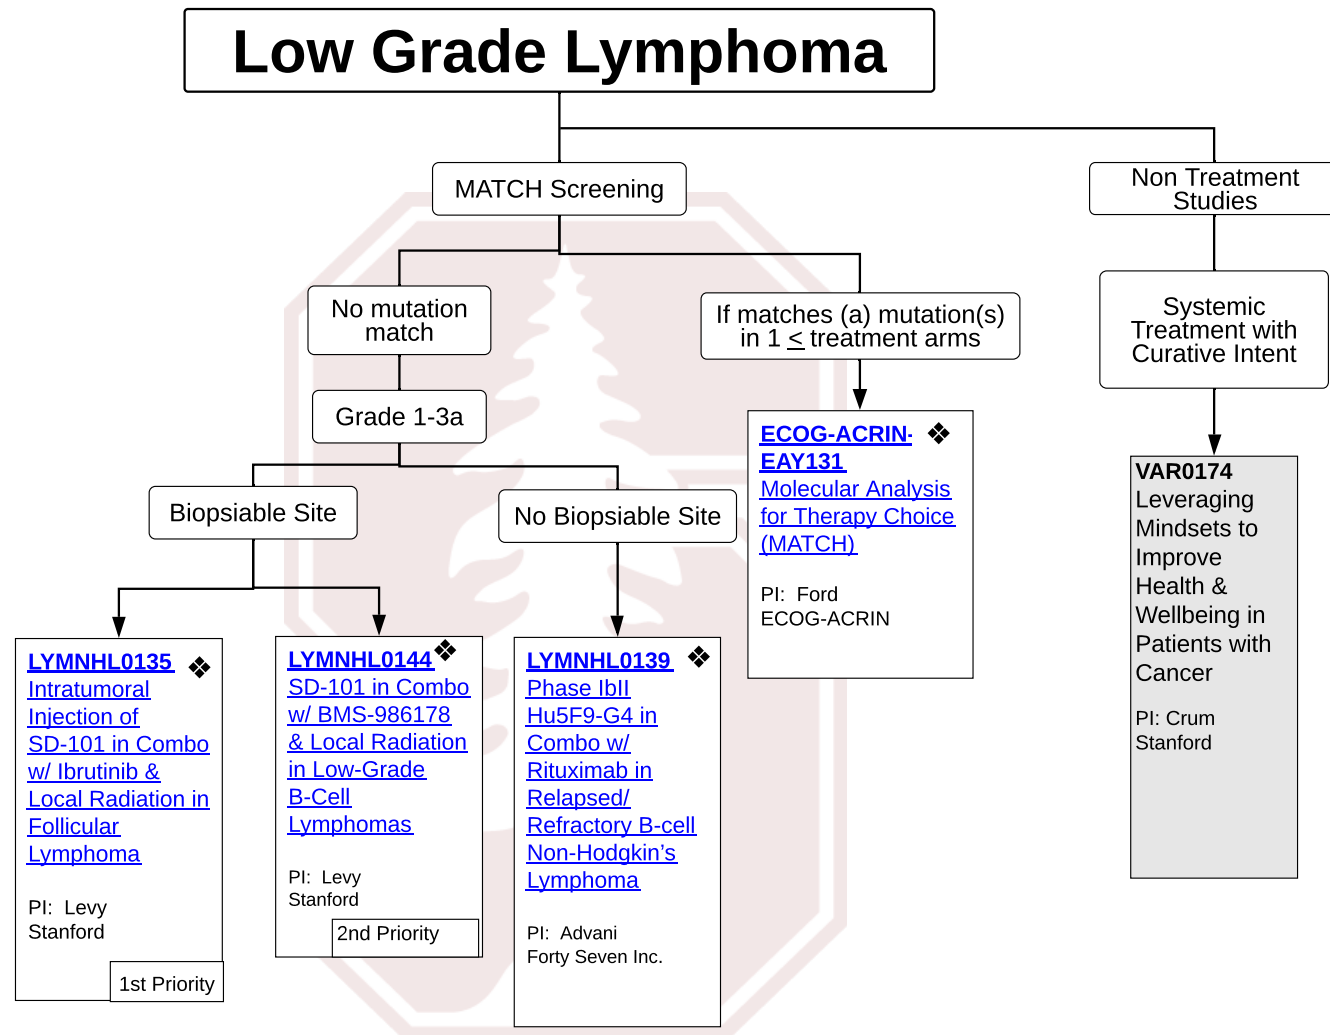 Low Grade Lymphoma
MATCH Screening
Non Treatment
Studies
No mutation
match
If matches (a) mutation(s)
in 1 < treatment arms
Systemic
Treatment with
Curative Intent
Grade 1-3a
Biopsiable Site
No Biopsiable Site
ECOG-ACRIN-
EAY131
Molecular Analysis
for Therapy Choice
(MATCH)
PI: Ford
ECOG-ACRIN
VAR0174
Leveraging
Mindsets to
Improve
Health &
Wellbeing in
Patients with
Cancer
PI: Crum
Stanford
LYMNHL0135
Intratumoral
Injection of
SD-101 in Combo
w/ Ibrutinib &
Local Radiation in
Follicular
Lymphoma
PI: Levy
Stanford
1st Priority
LYMNHL0144
SD-101 in Combo
w/ BMS-986178
& Local Radiation
in Low-Grade
B-Cell
Lymphomas
PI: Levy
Stanford
2nd Priority
LYMNHL0139
Phase IbII
Hu5F9-G4 in
Combo w/
Rituximab in
Relapsed/
Refractory B-cell
Non-Hodgkin’s
Lymphoma
PI: Advani
Forty Seven Inc.